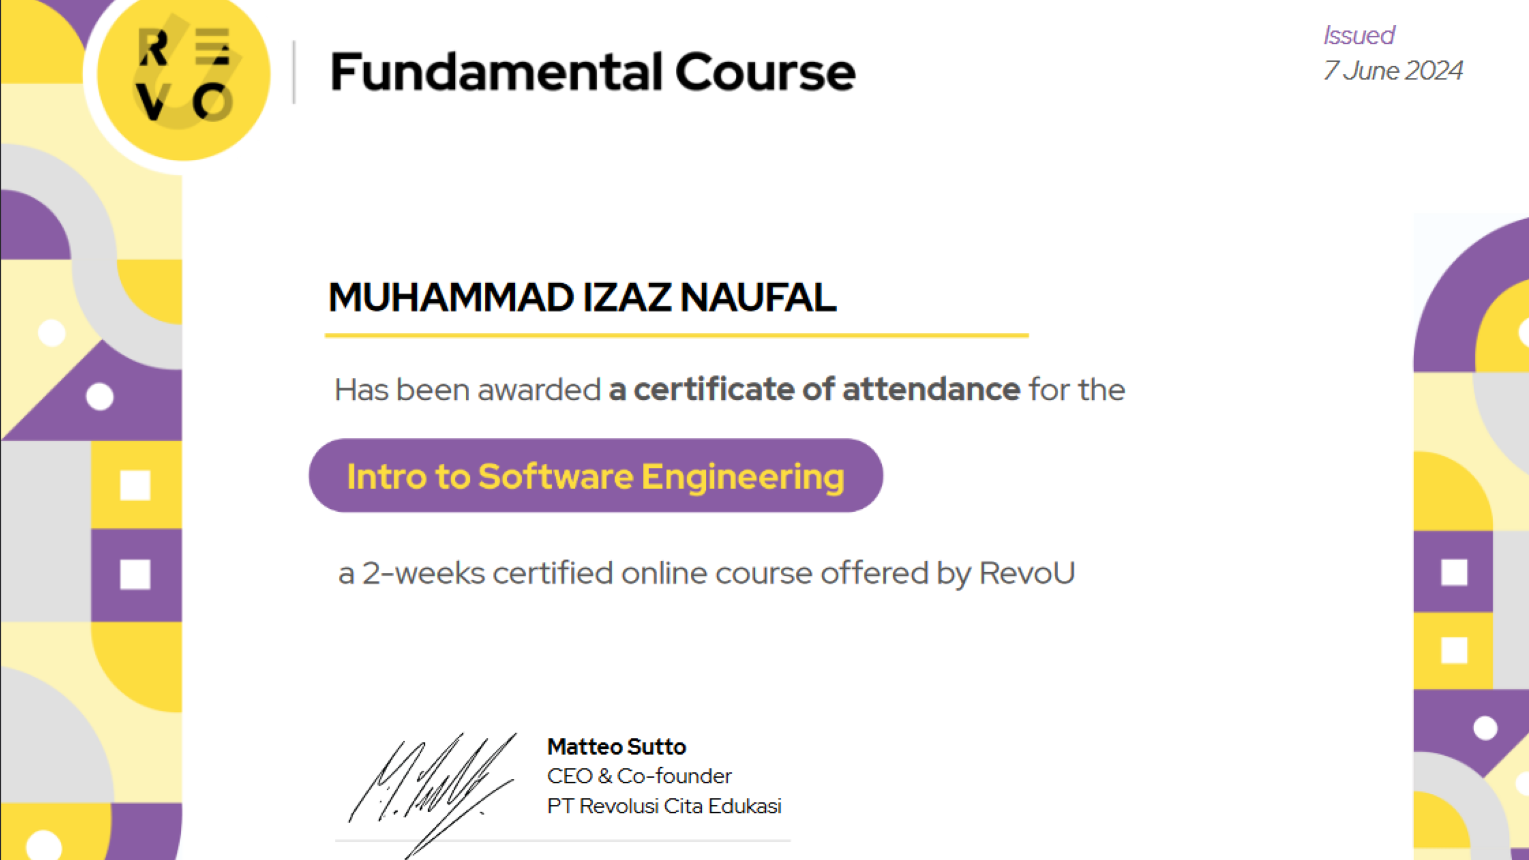 RE
VO
Fundamental Course
Issued
7 June 2024
MUHAMMAD IZAZ NAUFAL
Has been awarded a certificate of attendance for the
Intro to Software Engineering
a 2-weeks certified online course offered by RevoU
Matteo Sutto
CEO & Co-founder
PT Revolusi Cita Edukasi